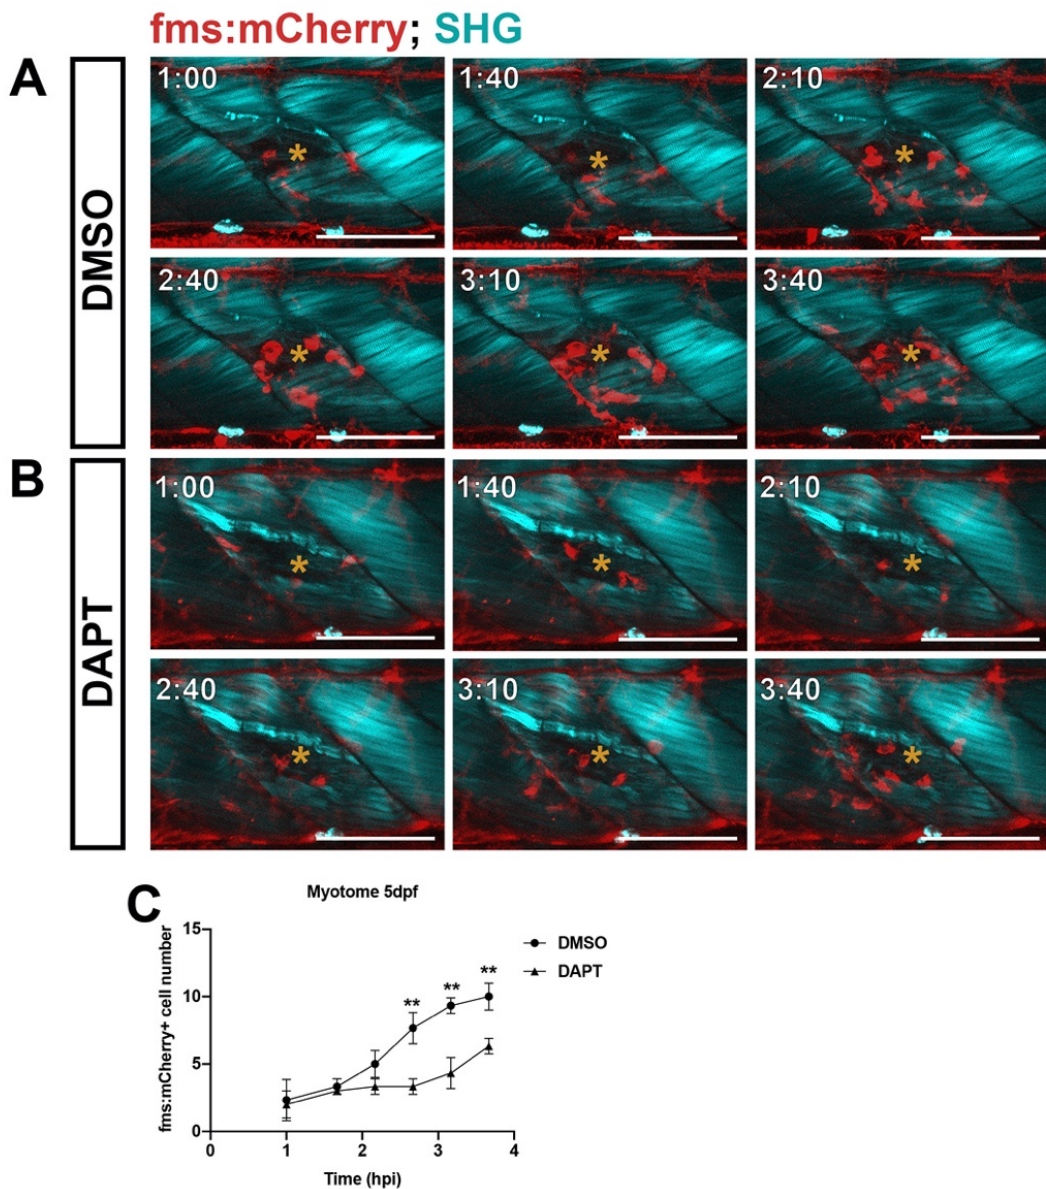 fms:mCherry; SHG
A
DMSO
1:00
1:40
2:10
2:40
3:10
3:40
B
DAPT
1:00
1:40
2:10
2:40
3:10
3:40
C
Myotome 5dpf
fms:mCherry+ cell number
15
10
5
0
**
**
**
DMSO
DAPT
0
1
2
3
4
Time (hpi)